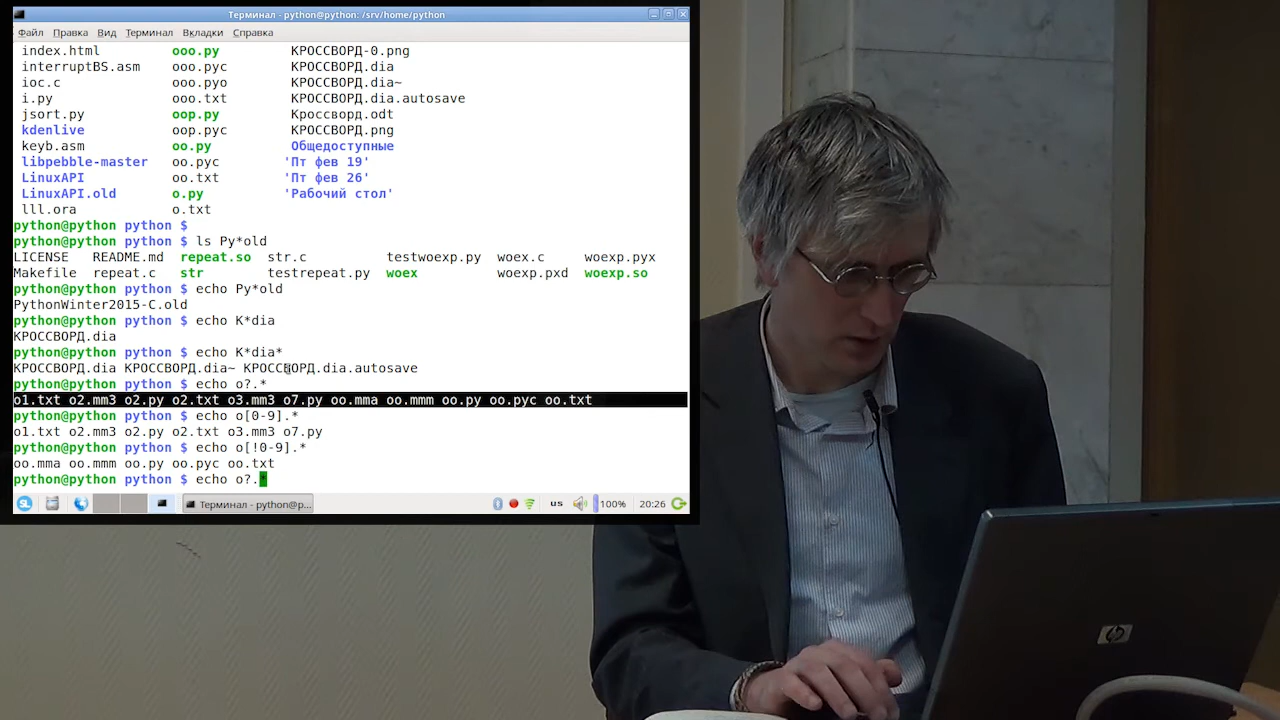 Терминал - python@python: /srv/home/python
Файл Правка Вид Терминал Вкладки Справка
index.html ooo.py КРОССВОРД-0.png
interruptBS.asm ooo.pyc КРОССВОРД.dia
ioc.c ooo.pyo КРОССВОРД.dia~
i.py ooo.txt КРОССВОРД.dia.autosave
jsort.py oop.py Кроссворд.odt
kdenlive oop.pyc КРОССВОРД.png
keyb.asm oo.py Общедоступные
libpebble-master oo.pyc 'Пт фев 19'
LinuxAPI oo.txt 'Пт фев 26'
LinuxAPI.old o.py 'Рабочий стол'
lll.ora o.txt
python@python python $
python@python python $ ls Py*old
LICENSE README.md repeat.so str.c testwoexp.py woex.c woexp.pyx
Makefile repeat.c str testrepeat.py woex woexp.pxd woexp.so
python@python python $ echo Py*old
PythonWinter2015-C.old
python@python python $ echo К*dia
КРОССВОРД.dia
python@python python $ echo К*dia*
КРОССВОРД.dia КРОССВОРД.dia~ КРОССВОРД.dia.autosave
python@python python $ echo o?.*
o1.txt o2.mm3 o2.py o2.txt o3.mm3 o7.py oo.mma oo.mmm oo.py oo.pyc oo.txt
python@python python $ echo o[0-9].*
o1.txt o2.mm3 o2.py o2.txt o3.mm3 o7.py
python@python python $ echo o[!0-9].*
oo.mma oo.mmm oo.py oo.pyc oo.txt
python@python python $ echo o?.*
Терминал - python@p... us 100% 20:26
hp